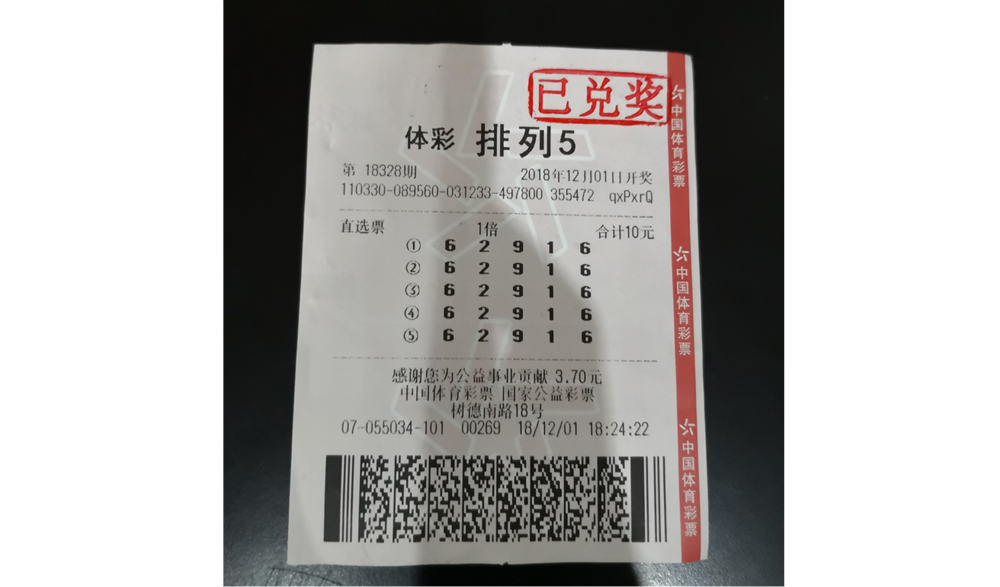 已兑奖
体彩 排列5
第 18328期 2018年12月01日开奖
110330-089560-031233-497800 355472 qxPxrQ
直选票 1倍 合计10元
① 6 2 9 1 6
② 6 2 9 1 6
③ 6 2 9 1 6
④ 6 2 9 1 6
⑤ 6 2 9 1 6
感谢您为公益事业贡献 3.70元
中国体育彩票 国家公益彩票
树德南路18号
07-055034-101 00269 18/12/01 18:24:22
中国体育彩票
中国体育彩票
中国体育彩票